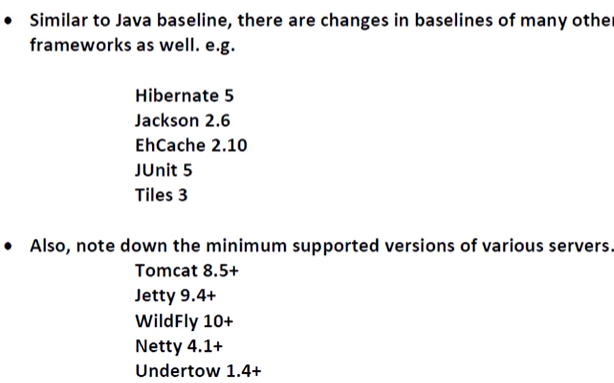 • Similar to Java baseline, there are changes in baselines of many other
frameworks as well. e.g.
Hibernate 5
Jackson 2.6
EhCache 2.10
JUnit 5
Tiles 3
• Also, note down the minimum supported versions of various servers.
Tomcat 8.5+
Jetty 9.4+
WildFly 10+
Netty 4.1+
Undertow 1.4+